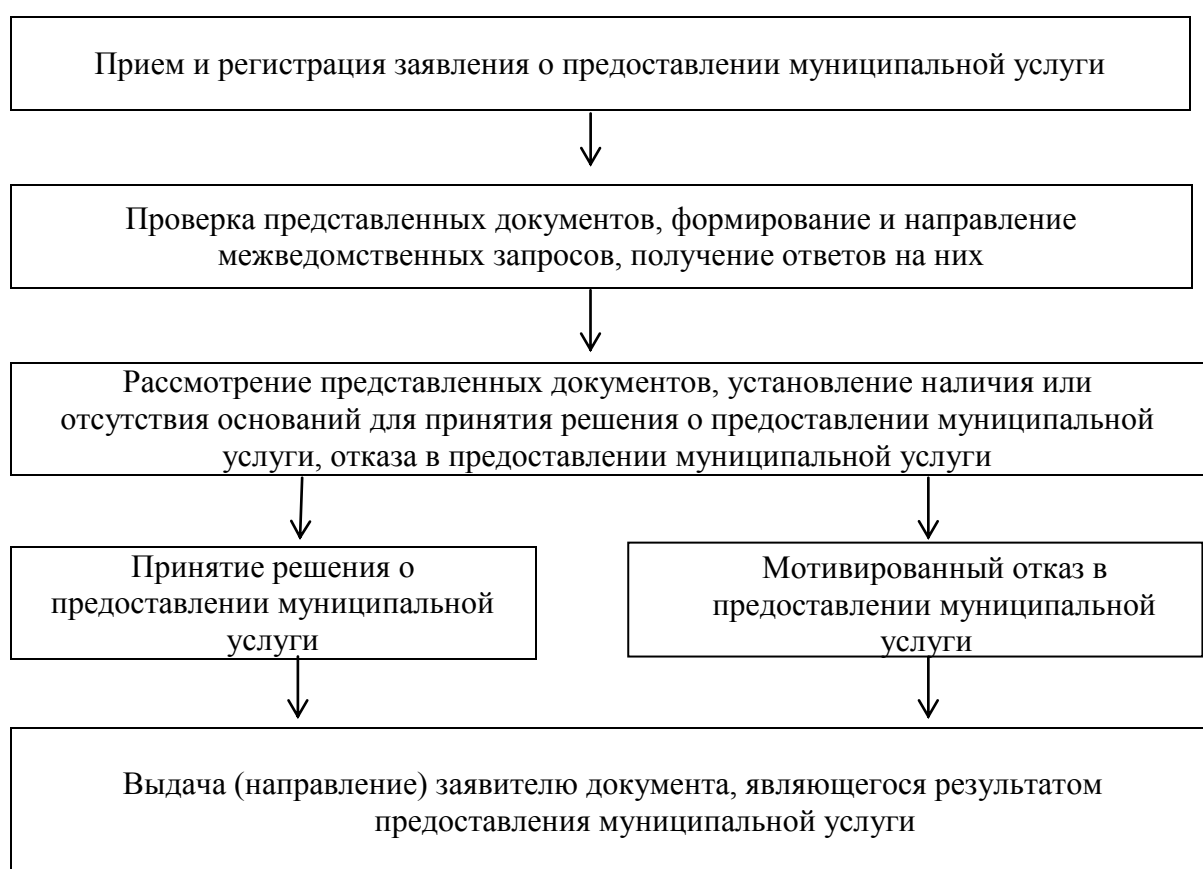 Прием и регистрация заявления о предоставлении муниципальной услуги
Проверка представленных документов, формирование и направление
межведомственных запросов, получение ответов на них
Рассмотрение представленных документов, установление наличия или
отсутствия оснований для принятия решения о предоставлении муниципальной
услуги, отказа в предоставлении муниципальной услуги
Принятие решения о
предоставлении муниципальной
услуги
Мотивированный отказ в
предоставлении муниципальной
услуги
Выдача (направление) заявителю документа, являющегося результатом
предоставления муниципальной услуги